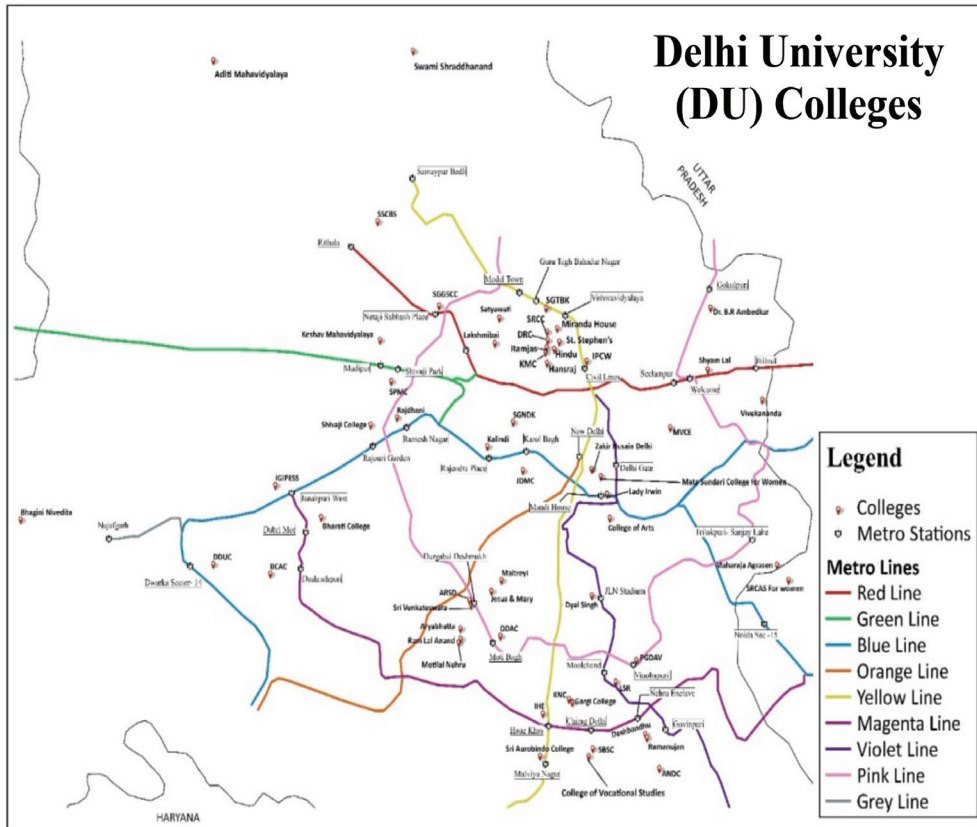 Delhi University
(DU) Colleges
Aditi Mahavidyalaya
Swami Shraddhanand
UTTAR
PRADESH
Samaypur Badli
SSCBS
Rithala
Guru Tegh Bahadur Nagar
Model Town
Vishwavidyalaya
Gokulpuri
SGGSCC
Netaji Subhash Place
Satyawati
SGTBK
SRCC
Miranda House
Dr. B.R Ambedkar
Keshav Mahavidyalaya
Lakshmibai
DRC
St. Stephen's
Ramjas
Hindu
KMC
Hansraj
IPCW
Madipur
Shivaji Park
Civil Lines
Seelampur
Shyam Lal
Jhilmil
Welcome
SPMC
Vivekananda
Rajdhani
Shivaji College
SGNDK
Ramesh Nagar
Karol Bagh
New Delhi
MVCE
Rajouri Garden
Kalindi
Zakir Husain Delhi
Rajendra Place
Delhi Gate
JDMC
Mata Sundari College for Women
IGIPESS
Janakpuri West
Mandi House
Lady Irwin
Bhagini Nivedita
Najafgarh
Bharati College
College of Arts
Dabri Mor
Trilokpuri- Sanjay Lake
Durgabai Deshmukh
DDUC
BCAC
Dashrathpuri
Dwarka Sector- 14
Maitreyi
Maharaja Agrasen
SRCAS For women
ARSD
Jesus & Mary
Sri Venkateswara
Dyal Singh
JLN Stadium
Aryabhatta
Ram Lal Anand
DDAC
Noida Sec -15
Motilal Nehru
Moti Bagh
Moolchand
PGDAV
Vinobapuri
LSR
KNC
Gargi College
Nehru Enclave
IHE
Hauz Khas
Chirag Delhi
Deshbandhu
Govinpuri
Ramanujan
Sri Aurobindo College
SBSC
Malviya Nagar
ANDC
College of Vocational Studies
HARYANA
Legend
Colleges
Metro Stations
Metro Lines
Red Line
Green Line
Blue Line
Orange Line
Yellow Line
Magenta Line
Violet Line
Pink Line
Grey Line